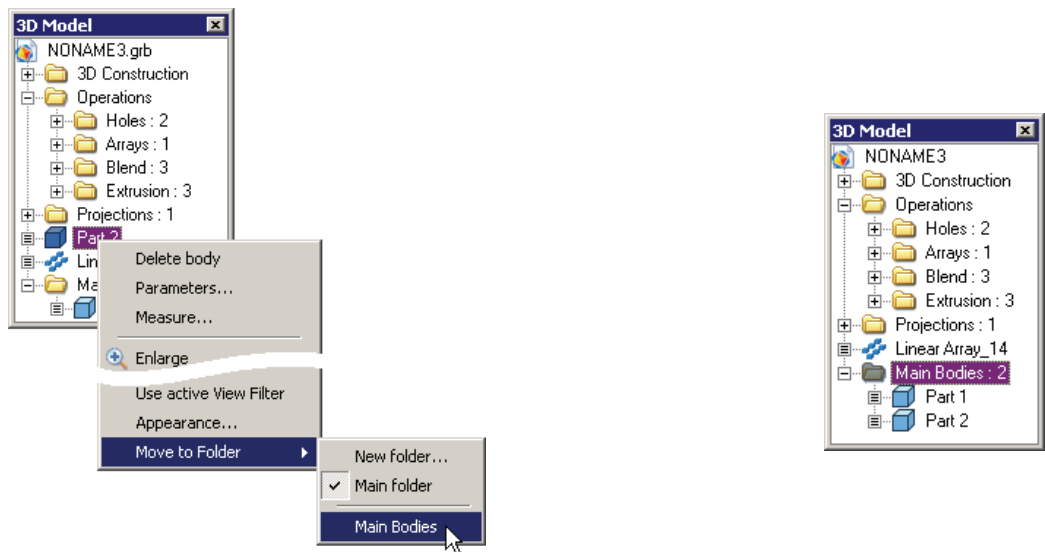 3D Model
NONAME3.grb
3D Construction
Operations
Holes : 2
Arrays : 1
Blend : 3
Extrusion : 3
Projections : 1
Part 2
Lin
Ma
Delete body
Parameters...
Measure...
Enlarge
Use active View Filter
Appearance...
Move to Folder
New folder...
Main folder
Main Bodies
3D Model
NONAME3
3D Construction
Operations
Holes : 2
Arrays : 1
Blend : 3
Extrusion : 3
Projections : 1
Linear Array_14
Main Bodies : 2
Part 1
Part 2